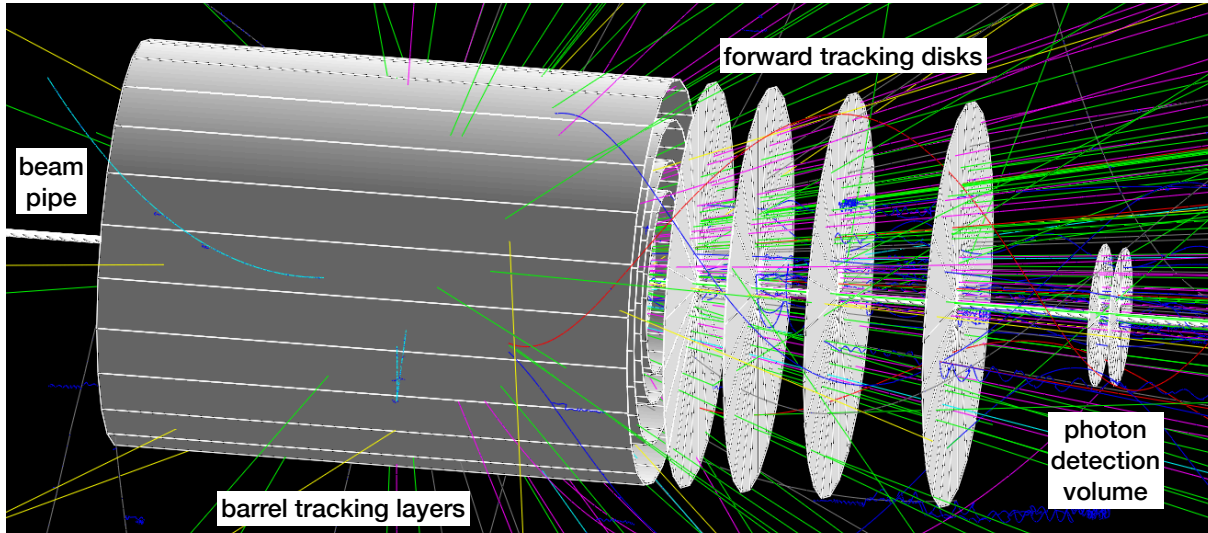 forward tracking disks
beam
pipe
barrel tracking layers
photon
detection
volume